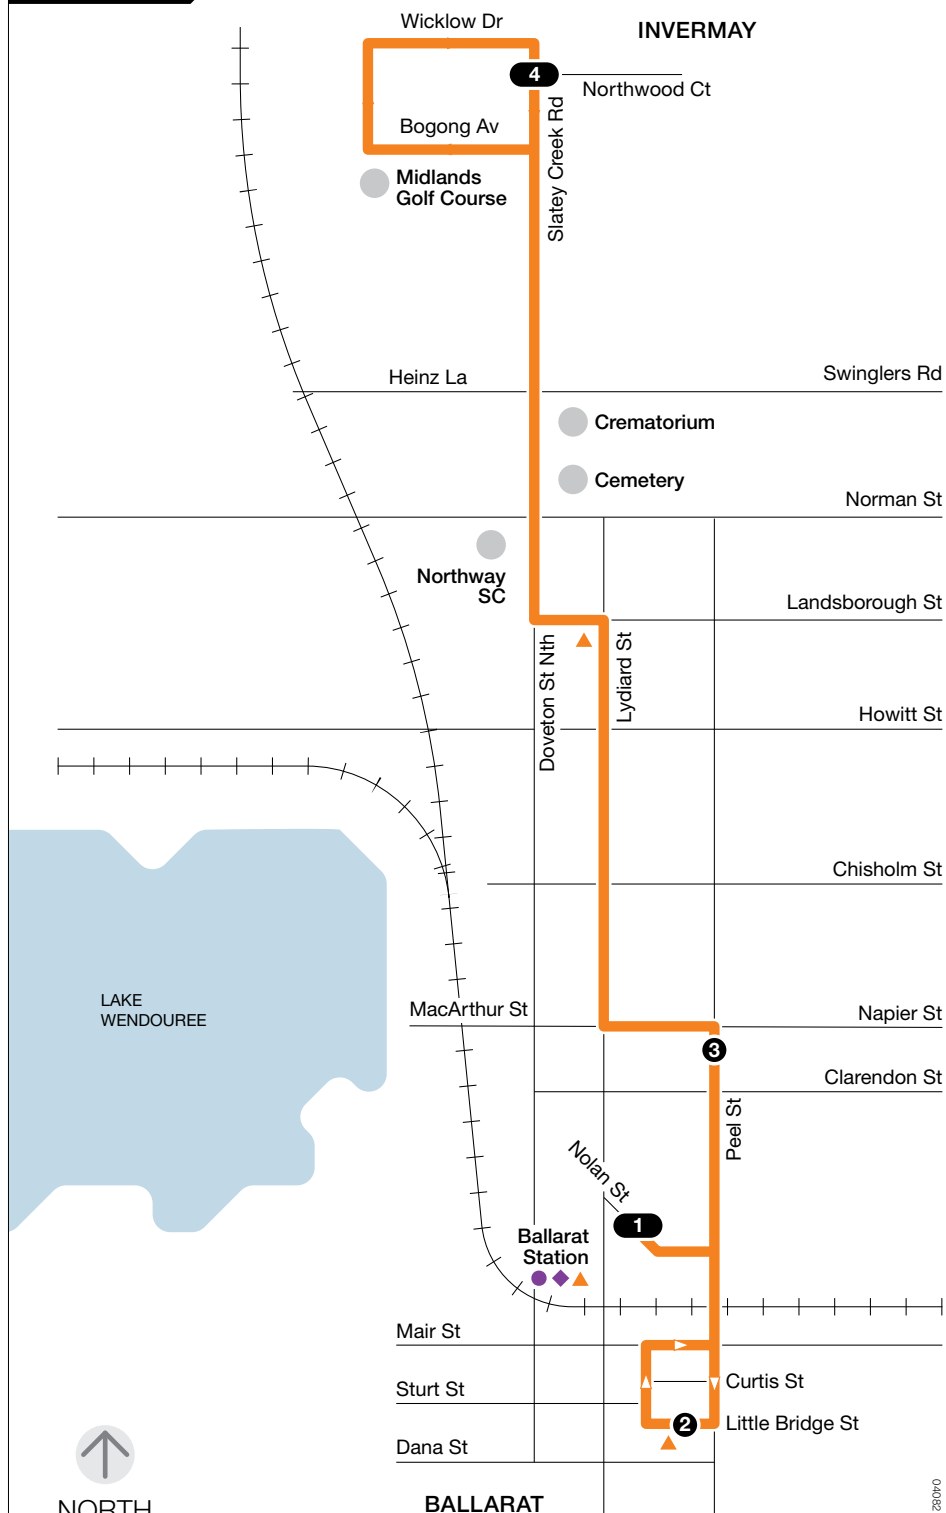 Wicklow Dr
INVERMAY
4
Northwood Ct
Slatey Creek Rd
Bogong Av
Midlands
Golf Course
Heinz La
Swinglers Rd
Crematorium
Cemetery
Norman St
Northway
SC
Landsborough St
Doveton St Nth
Lydiard St
Howitt St
Chisholm St
LAKE
WENDOUREE
MacArthur St
Napier St
3
Clarendon St
Peel St
Nolan St
1
Ballarat
Station
Mair St
Curtis St
Sturt St
2
Little Bridge St
Dana St
NORTH
BALLARAT
04082